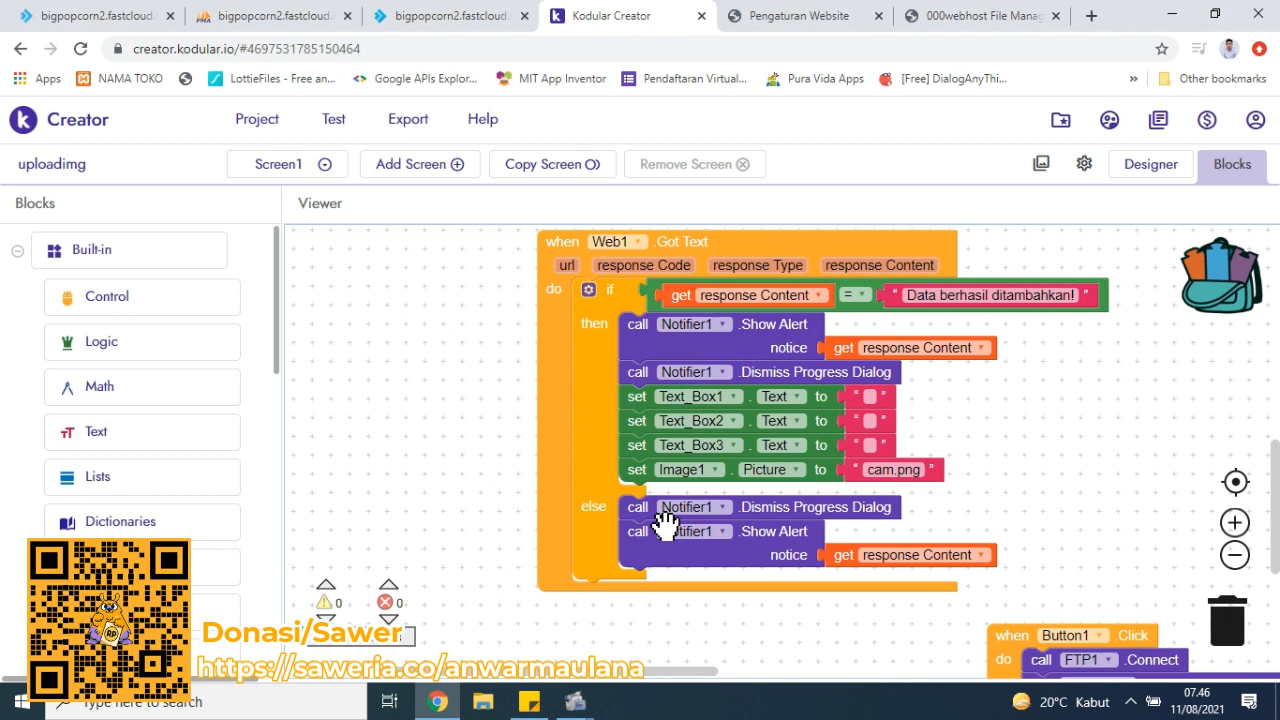 bigpopcorn2.fastcloud.
bigpopcorn2.fastcloud.
bigpopcorn2.fastcloud.
Kodular Creator
Pengaturan Website
000webhost File Manag
creator.kodular.io/#4697531785150464
Apps
NAMA TOKO
LottieFiles - Free an...
Google APIs Explor...
MIT App Inventor
Pendaftaran Virtual...
Pura Vida Apps
[Free] DialogAnyThi...
Other bookmarks
Creator
Project
Test
Export
Help
uploadimg
Screen1
Add Screen
Copy Screen
Remove Screen
Designer
Blocks
Blocks
Viewer
Built-in
Control
Logic
Math
Text
Lists
Dictionaries
when Web1 .Got Text
url response Code response Type response Content
do if get response Content = " Data berhasil ditambahkan! "
then call Notifier1 .Show Alert
notice get response Content
call Notifier1 .Dismiss Progress Dialog
set Text_Box1 . Text to " "
set Text_Box2 . Text to " "
set Text_Box3 . Text to " "
set Image1 . Picture to " cam.png "
else call Notifier1 .Dismiss Progress Dialog
call .Show Alert
notice get response Content
0 0
when Button1 .Click
do call FTP1 .Connect
RP
Donasi/Sawer
https://saweria.co/anwarmaulana
Type here to search
20°C Kabut
07.46
11/08/2021